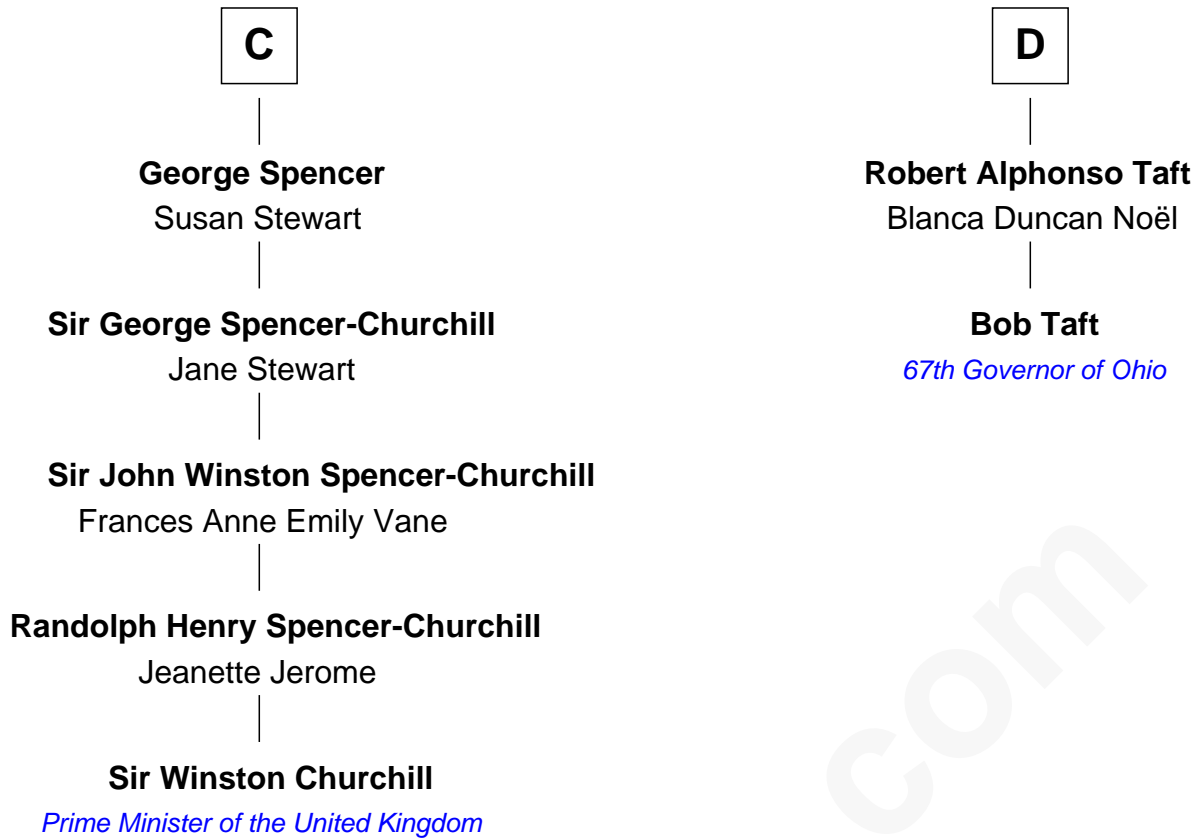 C
George Spencer
Susan Stewart
Sir George Spencer-Churchill
Jane Stewart
Sir John Winston Spencer-Churchill
Frances Anne Emily Vane
Randolph Henry Spencer-Churchill
Jeanette Jerome
Sir Winston Churchill
Prime Minister of the United Kingdom
D
Robert Alphonso Taft
Blanca Duncan Noël
Bob Taft
67th Governor of Ohio
com